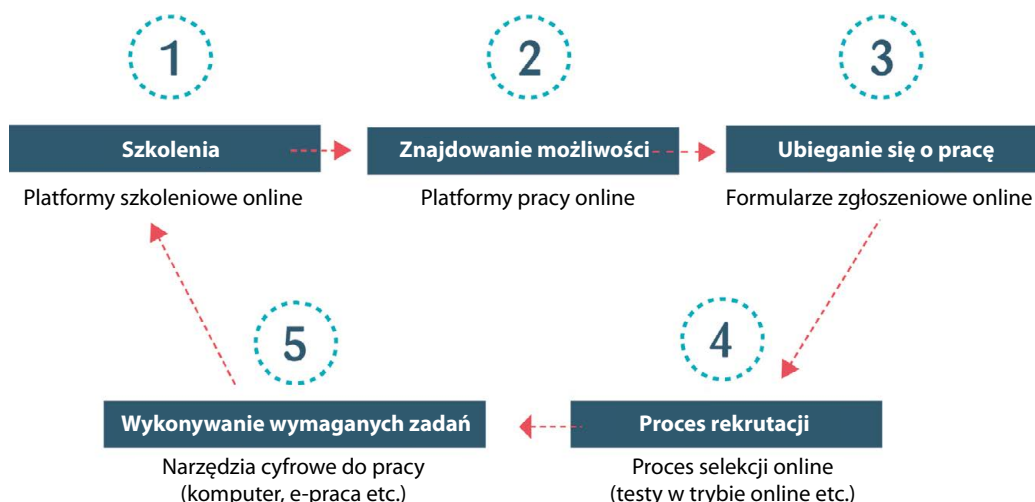 1
2
3
Szkolenia
Znajdowanie możliwości
Ubieganie się o pracę
Platformy szkoleniowe online
Platformy pracy online
Formularze zgłoszeniowe online
5
4
Wykonywanie wymaganych zadań
Proces rekrutacji
Narzędzia cyfrowe do pracy
(komputer, e-praca etc.)
Proces selekcji online
(testy w trybie online etc.)